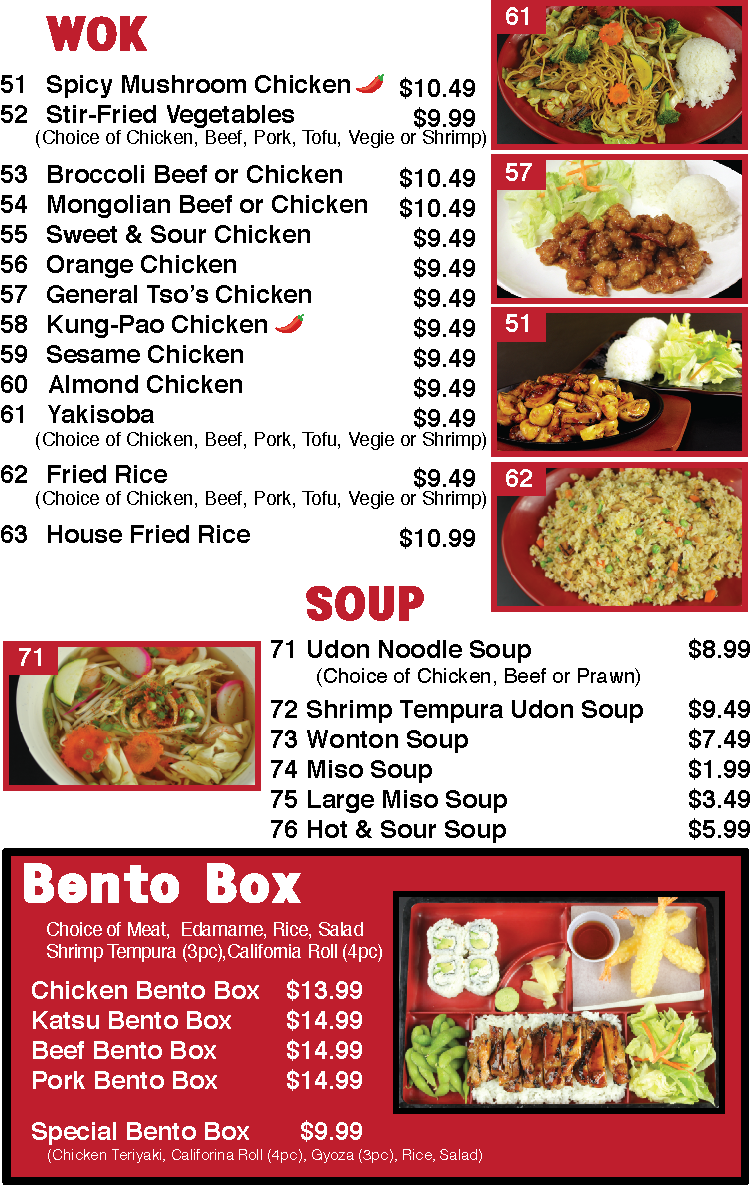 WOK
51 Spicy Mushroom Chicken $10.49
52 Stir-Fried Vegetables $9.99
(Choice of Chicken, Beef, Pork, Tofu, Vegie or Shrimp)
53 Broccoli Beef or Chicken $10.49
54 Mongolian Beef or Chicken $10.49
55 Sweet & Sour Chicken $9.49
56 Orange Chicken $9.49
57 General Tso's Chicken $9.49
58 Kung-Pao Chicken $9.49
59 Sesame Chicken $9.49
60 Almond Chicken $9.49
61 Yakisoba $9.49
(Choice of Chicken, Beef, Pork, Tofu, Vegie or Shrimp)
62 Fried Rice $9.49
(Choice of Chicken, Beef, Pork, Tofu, Vegie or Shrimp)
63 House Fried Rice $10.99
61
57
51
62
SOUP
71
71 Udon Noodle Soup $8.99
(Choice of Chicken, Beef or Prawn)
72 Shrimp Tempura Udon Soup $9.49
73 Wonton Soup $7.49
74 Miso Soup $1.99
75 Large Miso Soup $3.49
76 Hot & Sour Soup $5.99
Bento Box
Choice of Meat, Edamame, Rice, Salad
Shrimp Tempura (3pc),California Roll (4pc)
Chicken Bento Box $13.99
Katsu Bento Box $14.99
Beef Bento Box $14.99
Pork Bento Box $14.99
Special Bento Box $9.99
(Chicken Teriyaki, Califorina Roll (4pc), Gyoza (3pc), Rice, Salad)